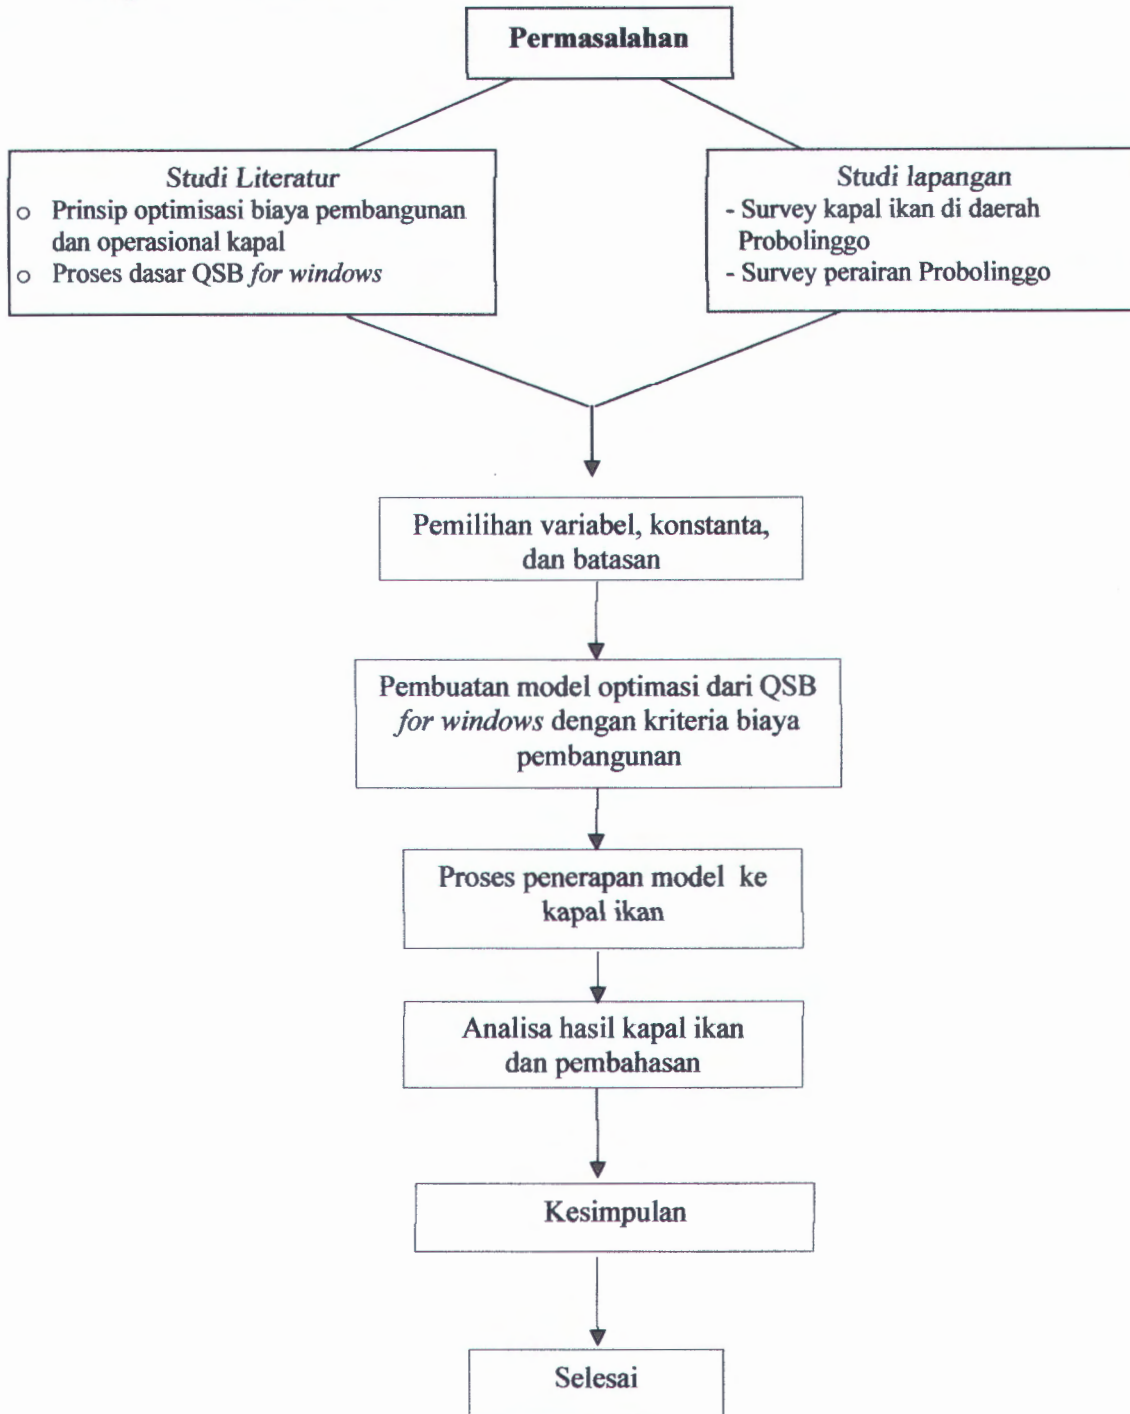 Permasalahan
Studi Literatur
o Prinsip optimisasi biaya pembangunan
dan operasional kapal
o Proses dasar QSB for windows
Studi lapangan
- Survey kapal ikan di daerah
Probolinggo
- Survey perairan Probolinggo
Pemilihan variabel, konstanta,
dan batasan
Pembuatan model optimasi dari QSB
for windows dengan kriteria biaya
pembangunan
Proses penerapan model ke
kapal ikan
Analisa hasil kapal ikan
dan pembahasan
Kesimpulan
Selesai